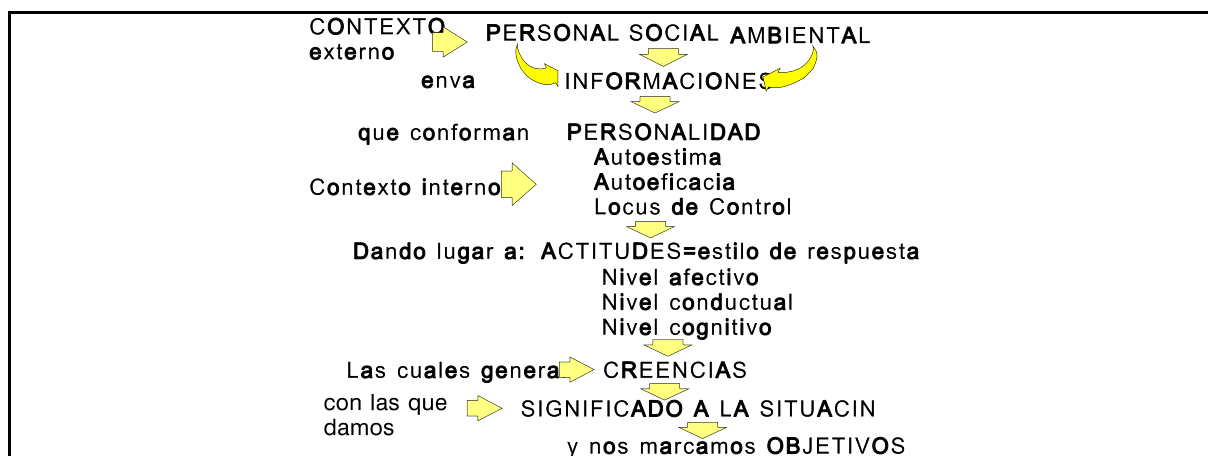 CONTEXTO
externo
PERSONAL SOCIAL AMBIENTAL
enva INFORMACIONES
que conforman PERSONALIDAD
Autoestima
Contexto interno
Autoeficacia
Locus de Control
Dando lugar a: ACTITUDES=estilo de respuesta
Nivel afectivo
Nivel conductual
Nivel cognitivo
Las cuales genera CREENCIAS
con las que
damos
SIGNIFICADO A LA SITUACIN
y nos marcamos OBJETIVOS